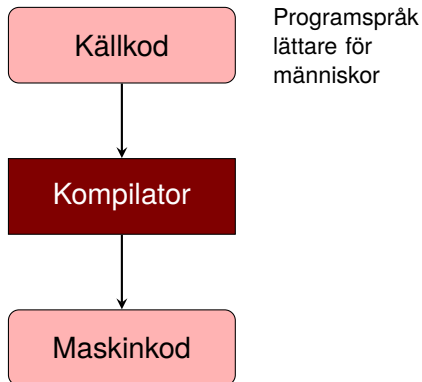 Källkod
Programspråk
lättare för
människor
Kompilator
Maskinkod